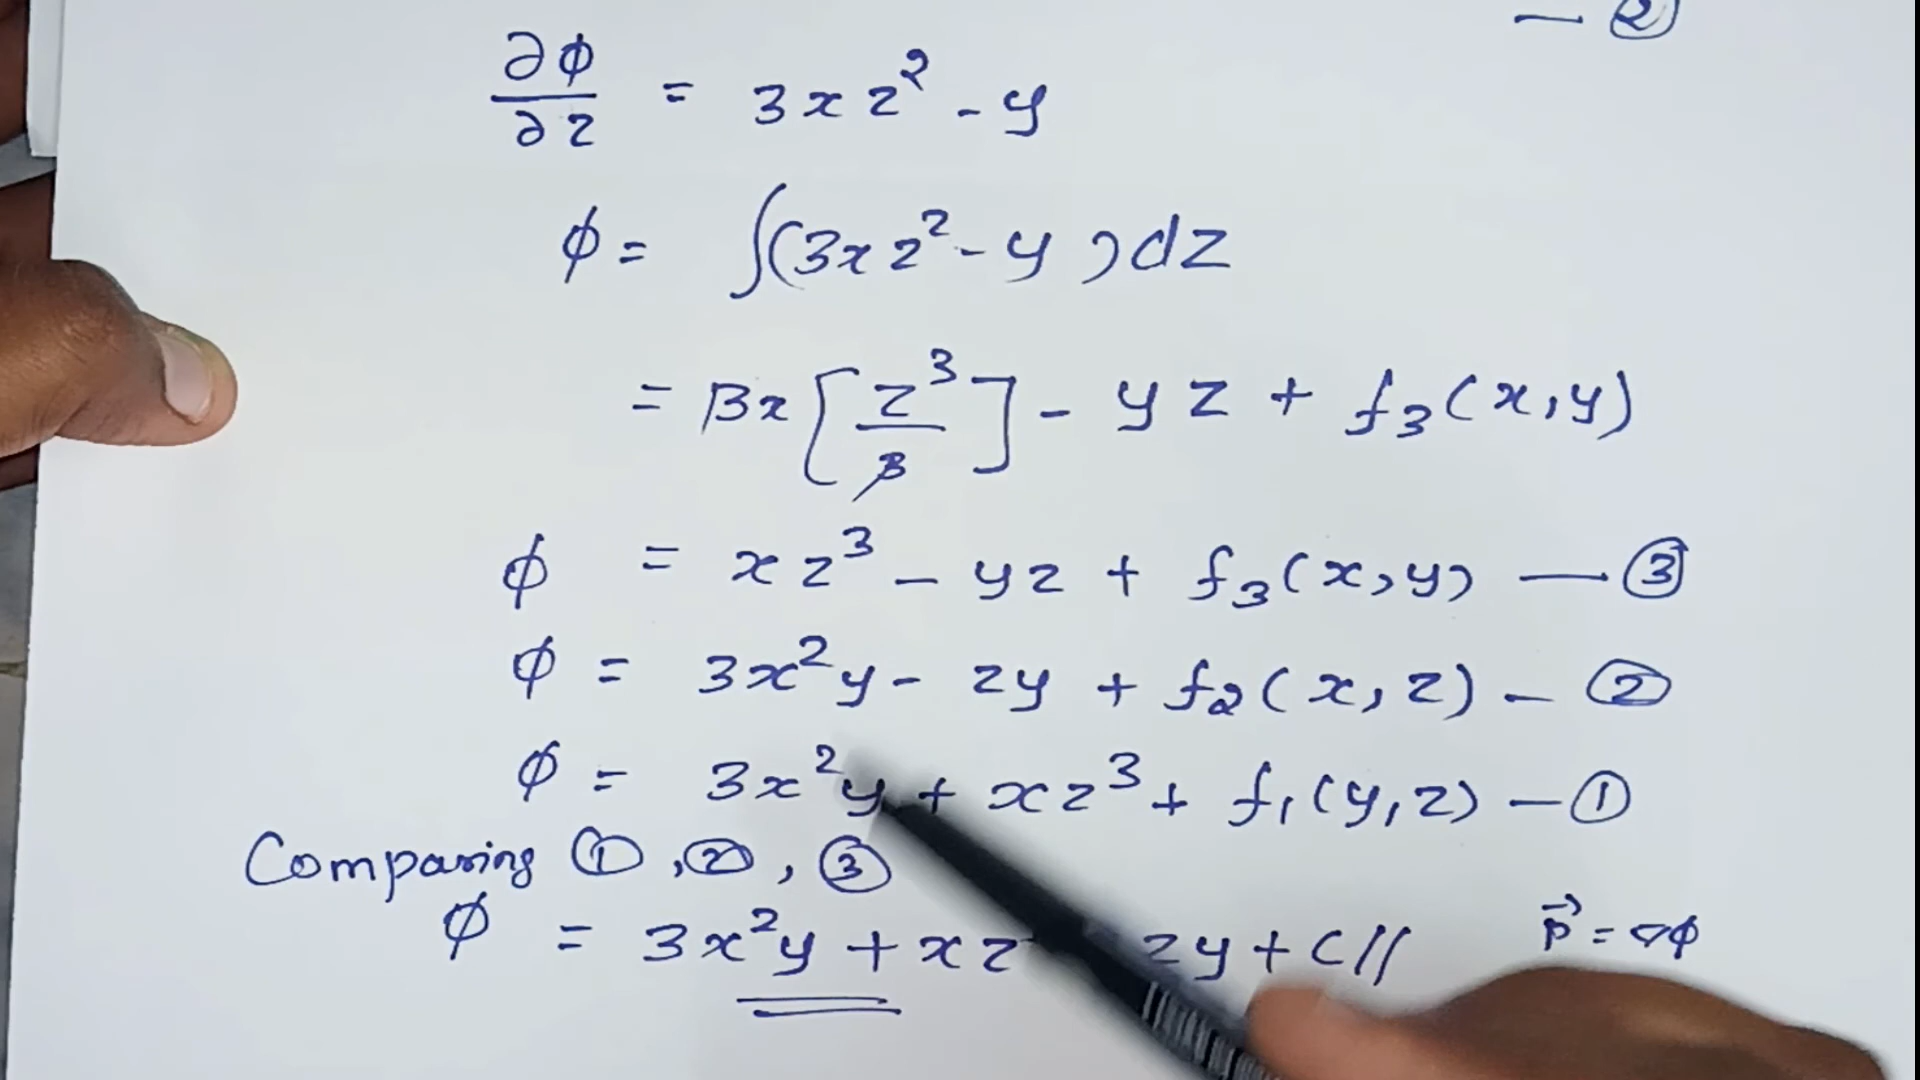 — ②
∂φ/∂z = 3xz² - y
φ = ∫(3xz² - y)dz
= 3x[z³/3] - yz + f₃(x,y)
φ = xz³ - yz + f₃(x,y) — ③
φ = 3x²y - zy + f₂(x,z) — ②
φ = 3x²y + xz³ + f₁(y,z) — ①
Comparing ①, ②, ③
φ = 3x²y + xz zy + C // F⃗ = ∇φ